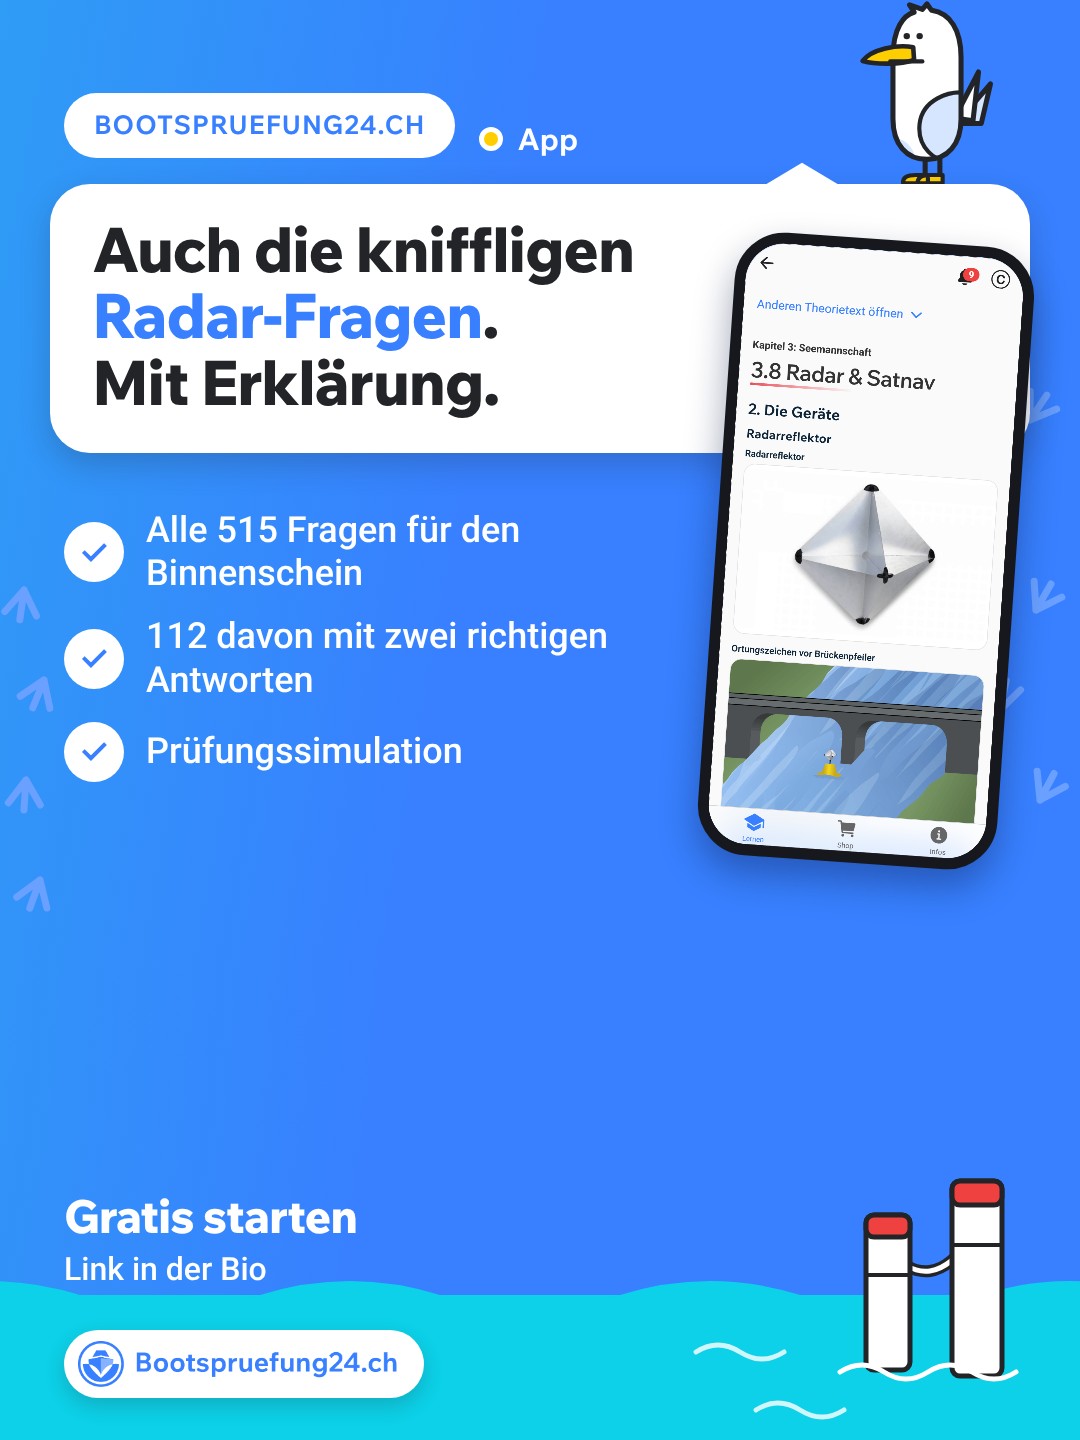 BOOTSPRUEFUNG24.CH
App
Auch die kniffligen
Radar-Fragen.
Mit Erklärung.
Alle 515 Fragen für den
Binnenschein
112 davon mit zwei richtigen
Antworten
Prüfungssimulation
9
C
Anderen Theorietext öffnen
Kapitel 3: Seemannschaft
3.8 Radar & Satnav
2. Die Geräte
Radarreflektor
Radarreflektor
Ortungszeichen vor Brückenpfeiler
Lernen
Shop
Infos
Gratis starten
Link in der Bio
Bootspruefung24.ch